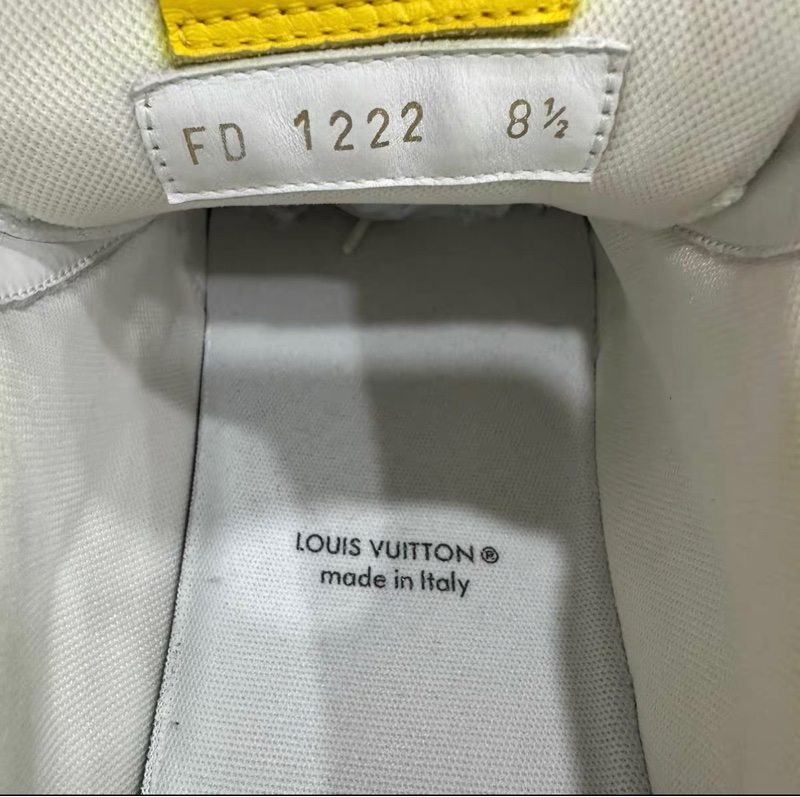 FD 1222 8½
LOUIS VUITTON®
made in Italy